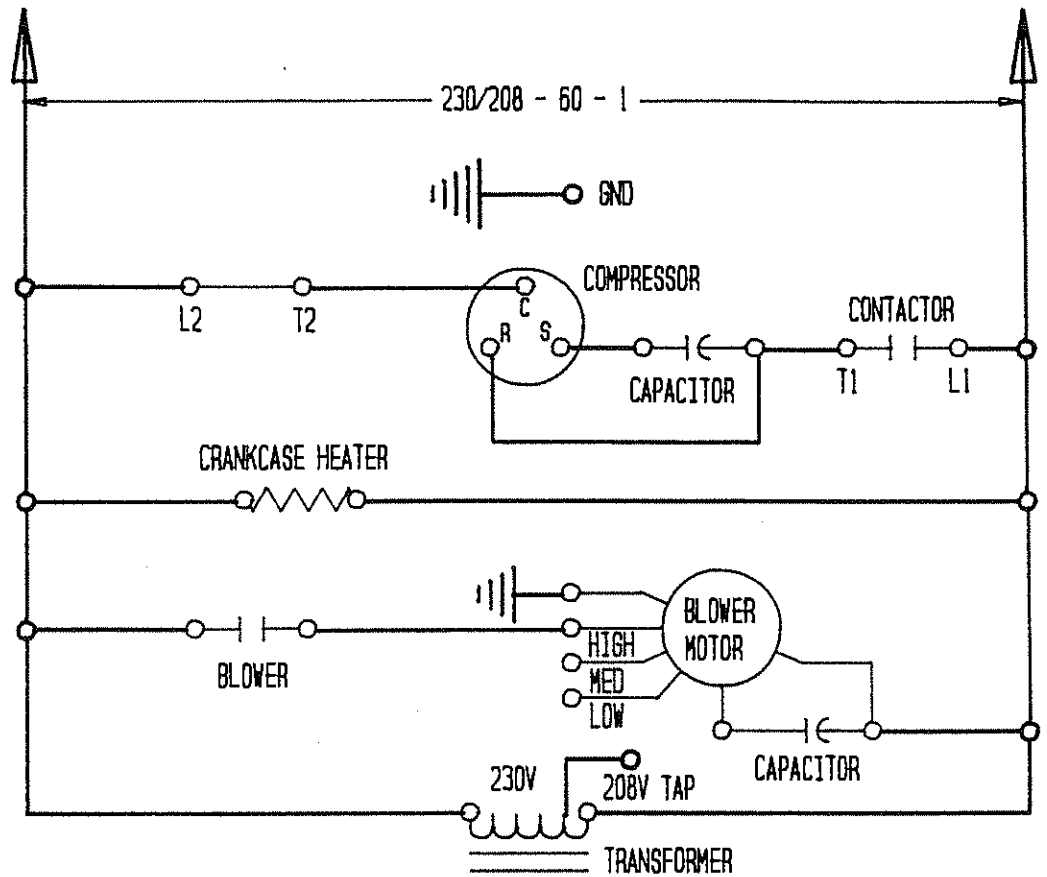 230/208 - 60 - 1
GND
COMPRESSOR
C
R
S
L2
T2
CONTACTOR
CAPACITOR
T1
L1
CRANKCASE HEATER
BLOWER
MOTOR
HIGH
BLOWER
MED
LOW
230V
208V TAP
CAPACITOR
TRANSFORMER